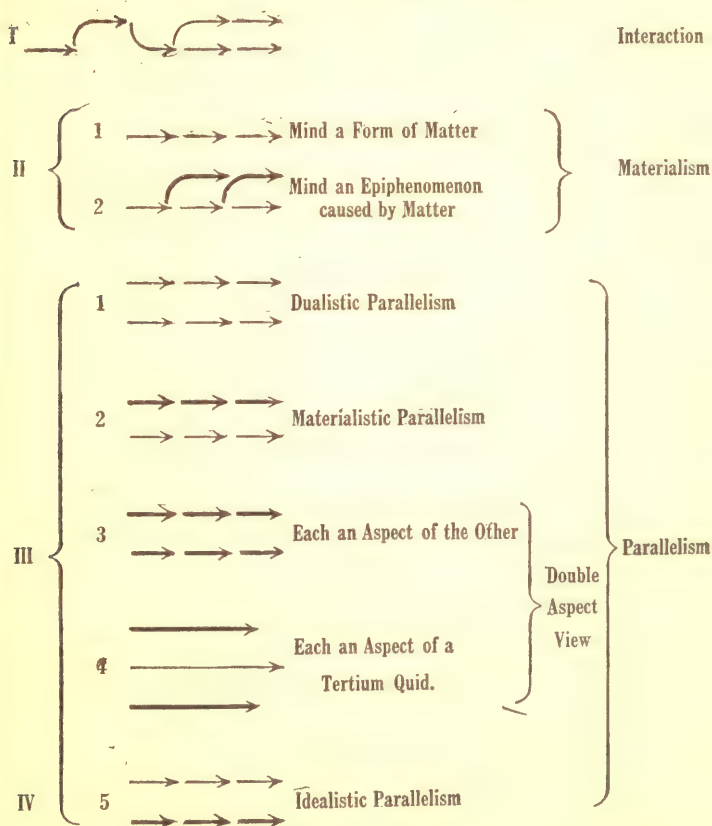 I
Interaction
1 Mind a Form of Matter
II
Materialism
2 Mind an Epiphenomenon
caused by Matter
1 Dualistic Parallelism
2 Materialistic Parallelism
3 Each an Aspect of the Other
III
Parallelism
Double
Aspect
View
4 Each an Aspect of a
Tertium Quid.
IV 5 Idealistic Parallelism